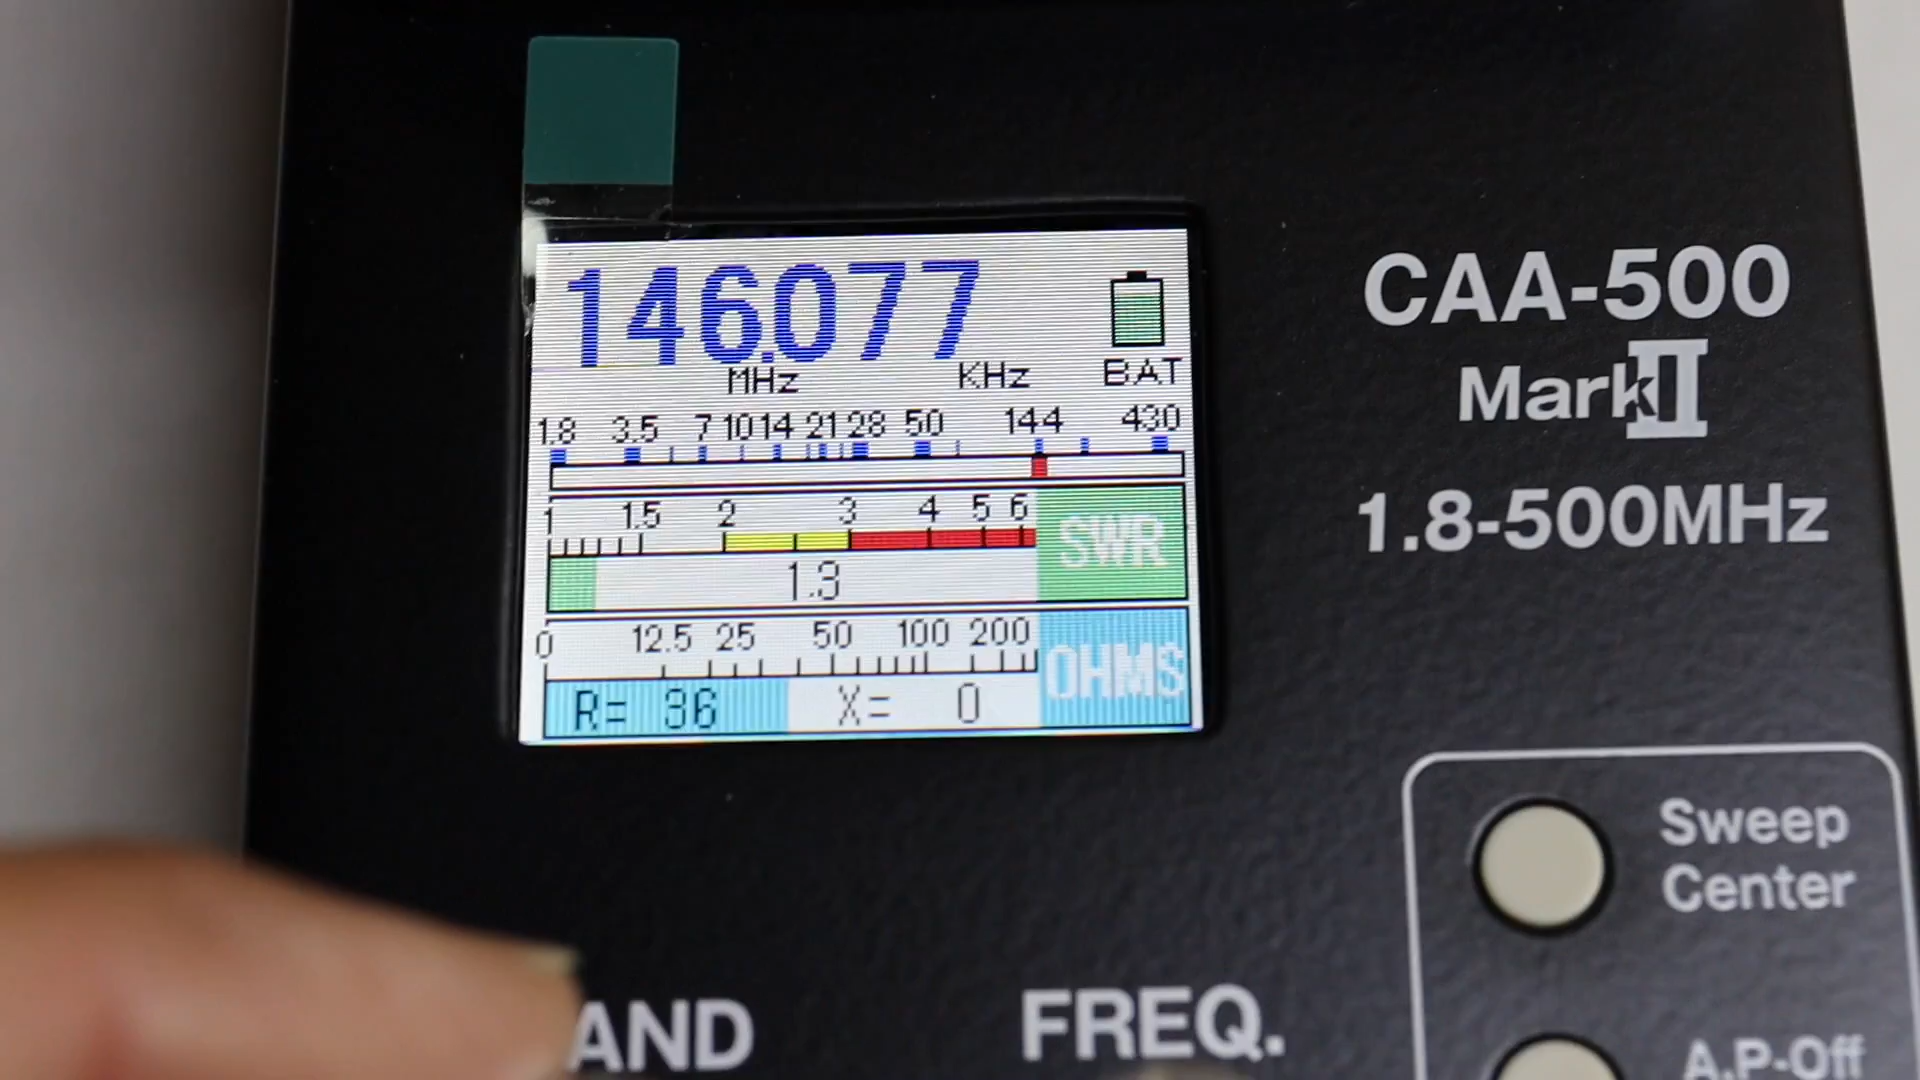 146.077
MHz KHz BAT
1.8 3.5 7 10 14 21 28 50 144 430
1 1.5 2 3 4 5 6
SWR
1.3
0 12.5 25 50 100 200
OHMS
R= 36 X= 0
CAA-500
MarkII
1.8-500MHz
Sweep
Center
AND FREQ.
A.P-Off